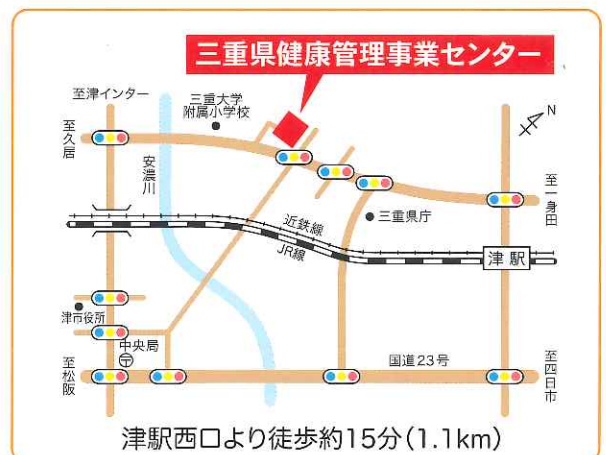 三重県健康管理事業センター
至津インター
三重大学
附属小学校
N
至久居
安濃川
至一身田
三重県庁
近鉄線
JR線
津駅
津市役所
中央局
〒
至松阪
国道23号
至四日市
津駅西口より徒歩約15分(1.1km)